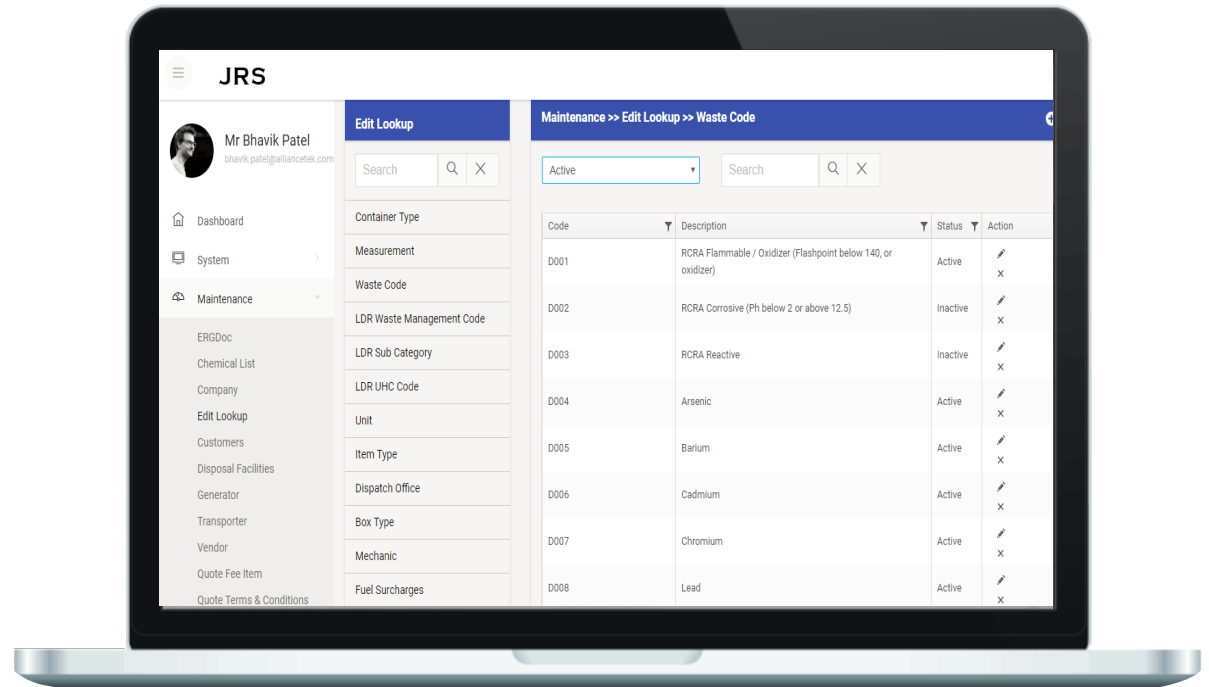 JRS
Mr Bhavik Patel
bhavik.patel@alliancetek.com
Dashboard
System
Maintenance
ERGDoc
Chemical List
Company
Edit Lookup
Customers
Disposal Facilities
Generator
Transporter
Vendor
Quote Fee Item
Quote Terms & Conditions
Edit Lookup
Search
Container Type
Measurement
Waste Code
LDR Waste Management Code
LDR Sub Category
LDR UHC Code
Unit
Item Type
Dispatch Office
Box Type
Mechanic
Fuel Surcharges
Maintenance >> Edit Lookup >> Waste Code
Active Search
Code Description Status Action
D001 RCRA Flammable / Oxidizer (Flashpoint below 140, or
oxidizer) Active
D002 RCRA Corrosive (Ph below 2 or above 12.5) Inactive
D003 RCRA Reactive Inactive
D004 Arsenic Active
D005 Barium Active
D006 Cadmium Active
D007 Chromium Active
D008 Lead Active